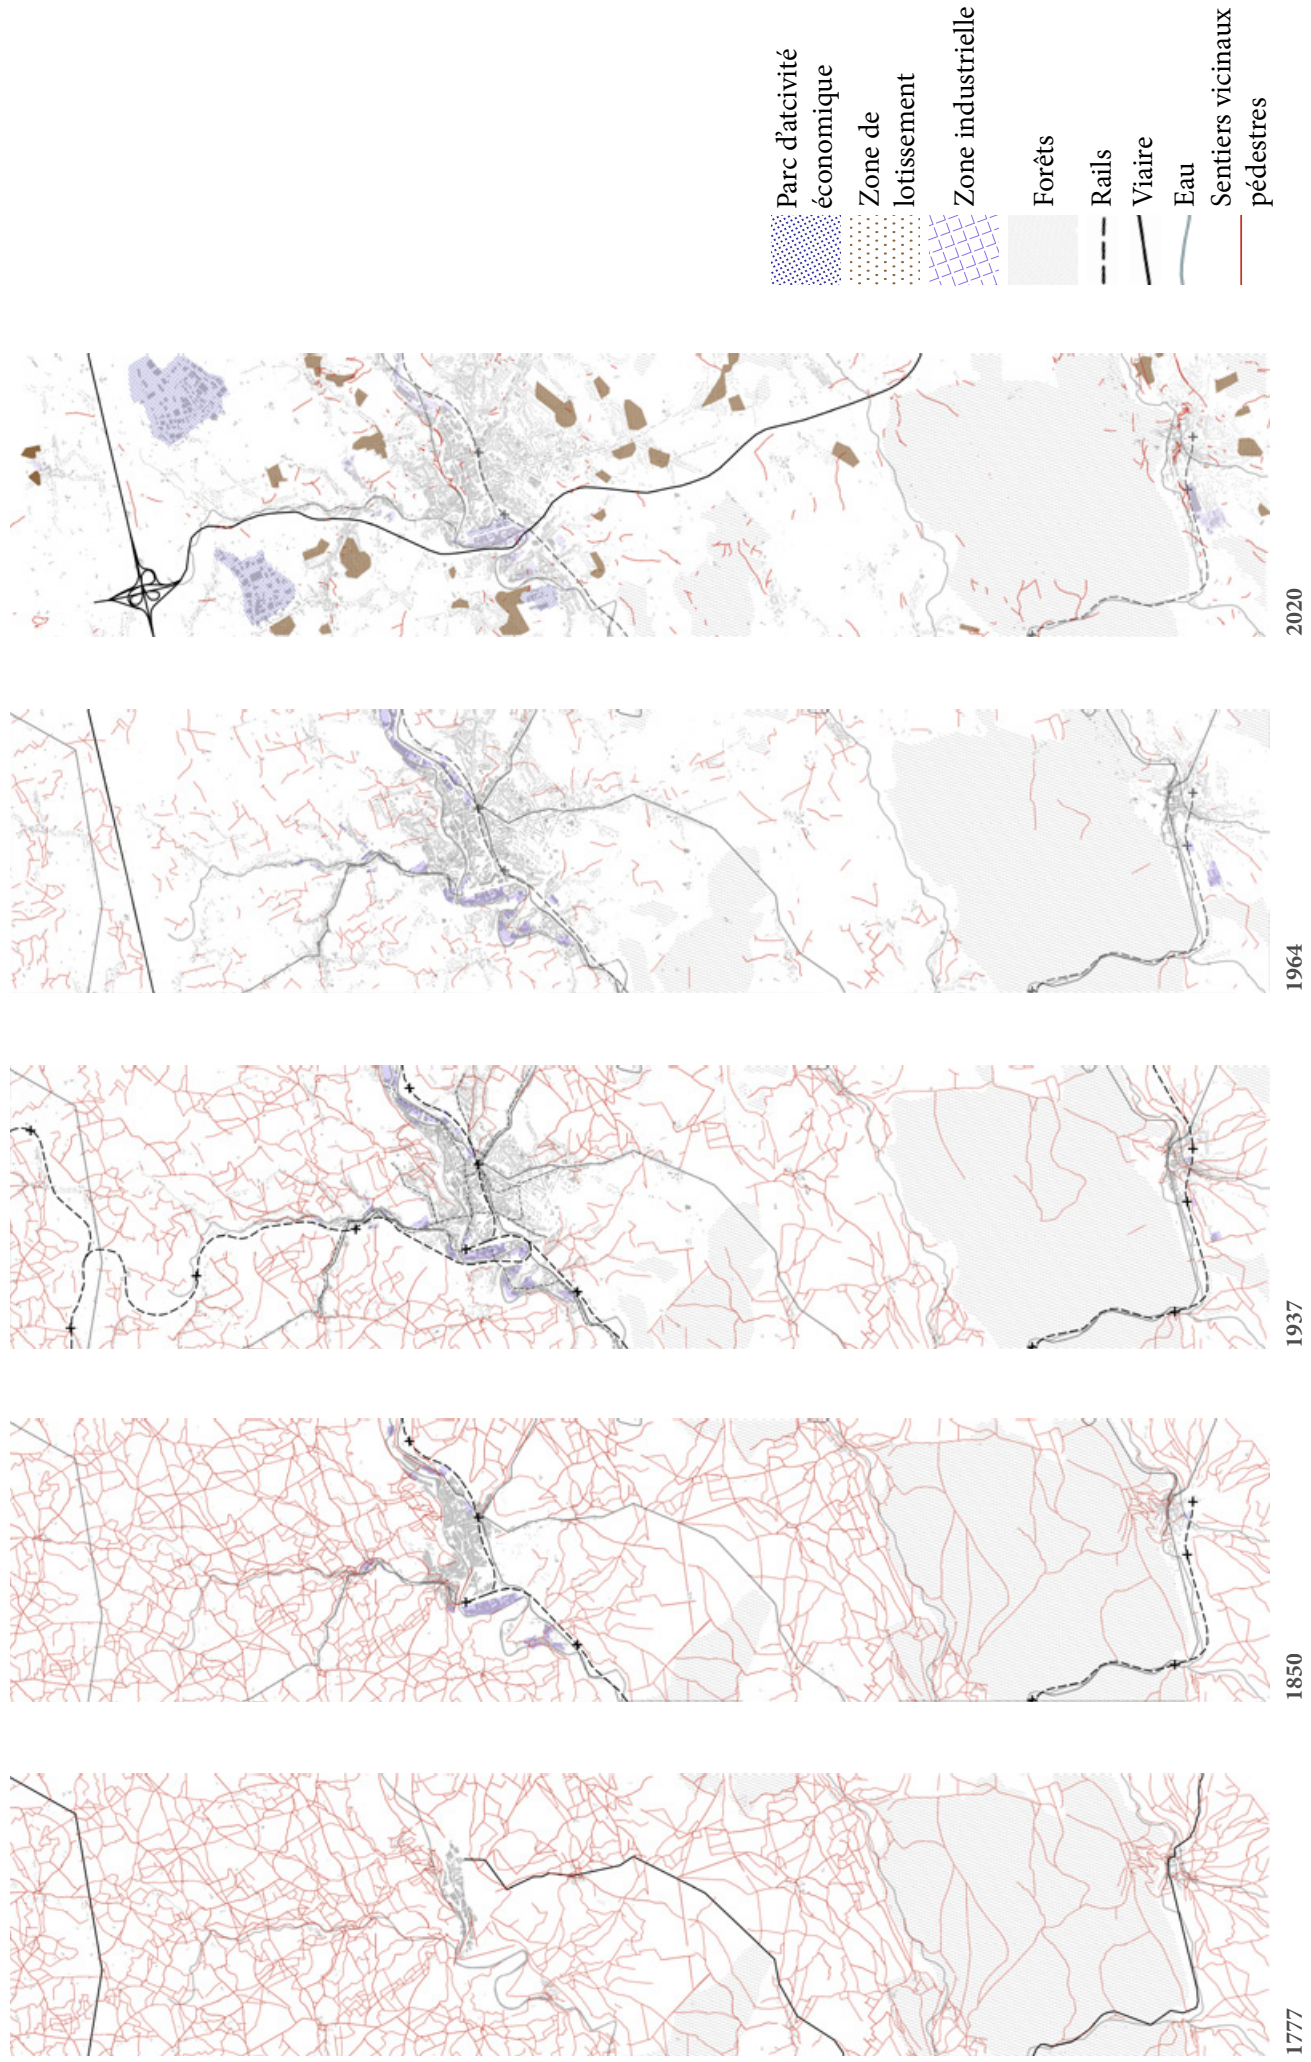 Parc d'atcivité
économique
Zone de
lotissement
Zone industrielle
Forêts
Rails
Viaire
Eau
Sentiers vicinaux
pédestres
1777
1850
1937
1964
2020